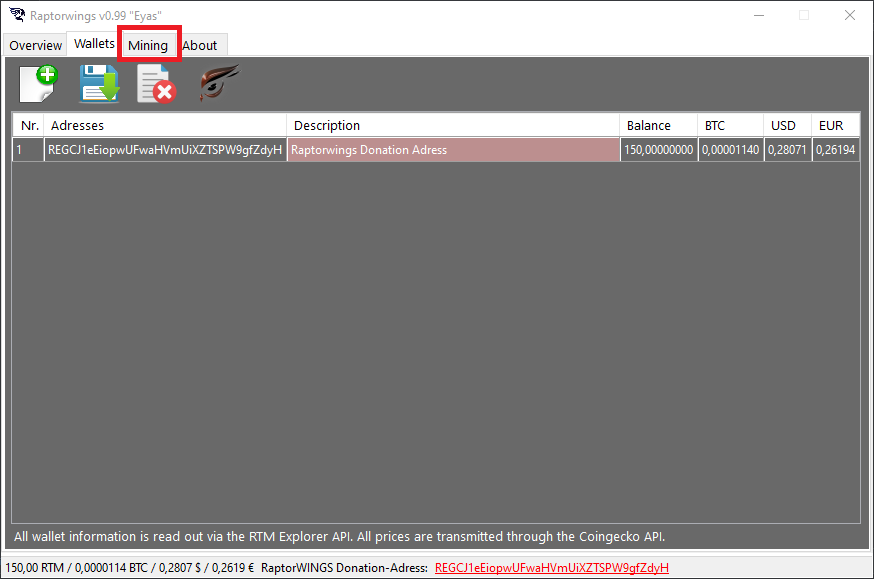 Raptorwings v0.99 "Eyas"
Overview Wallets Mining About
Nr. Adresses Description Balance BTC USD EUR
1 REGCJ1eEiopwUFwaHVmUiXZTSPW9gfZdyH Raptorwings Donation Adress 150,00000000 0,00001140 0,28071 0,26194
All wallet information is read out via the RTM Explorer API. All prices are transmitted through the Coingecko API.
150,00 RTM / 0,0000114 BTC / 0,2807 $ / 0,2619 € RaptorWINGS Donation-Adress: REGCJ1eEiopwUFwaHVmUiXZTSPW9gfZdyH